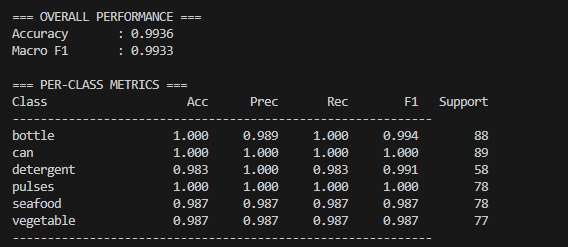 === OVERALL PERFORMANCE ===
Accuracy : 0.9936
Macro F1 : 0.9933
=== PER-CLASS METRICS ===
Class Acc Prec Rec F1 Support
------------------------------------------------------------
bottle 1.000 0.989 1.000 0.994 88
can 1.000 1.000 1.000 1.000 89
detergent 0.983 1.000 0.983 0.991 58
pulses 1.000 1.000 1.000 1.000 78
seafood 0.987 0.987 0.987 0.987 78
vegetable 0.987 0.987 0.987 0.987 77
------------------------------------------------------------